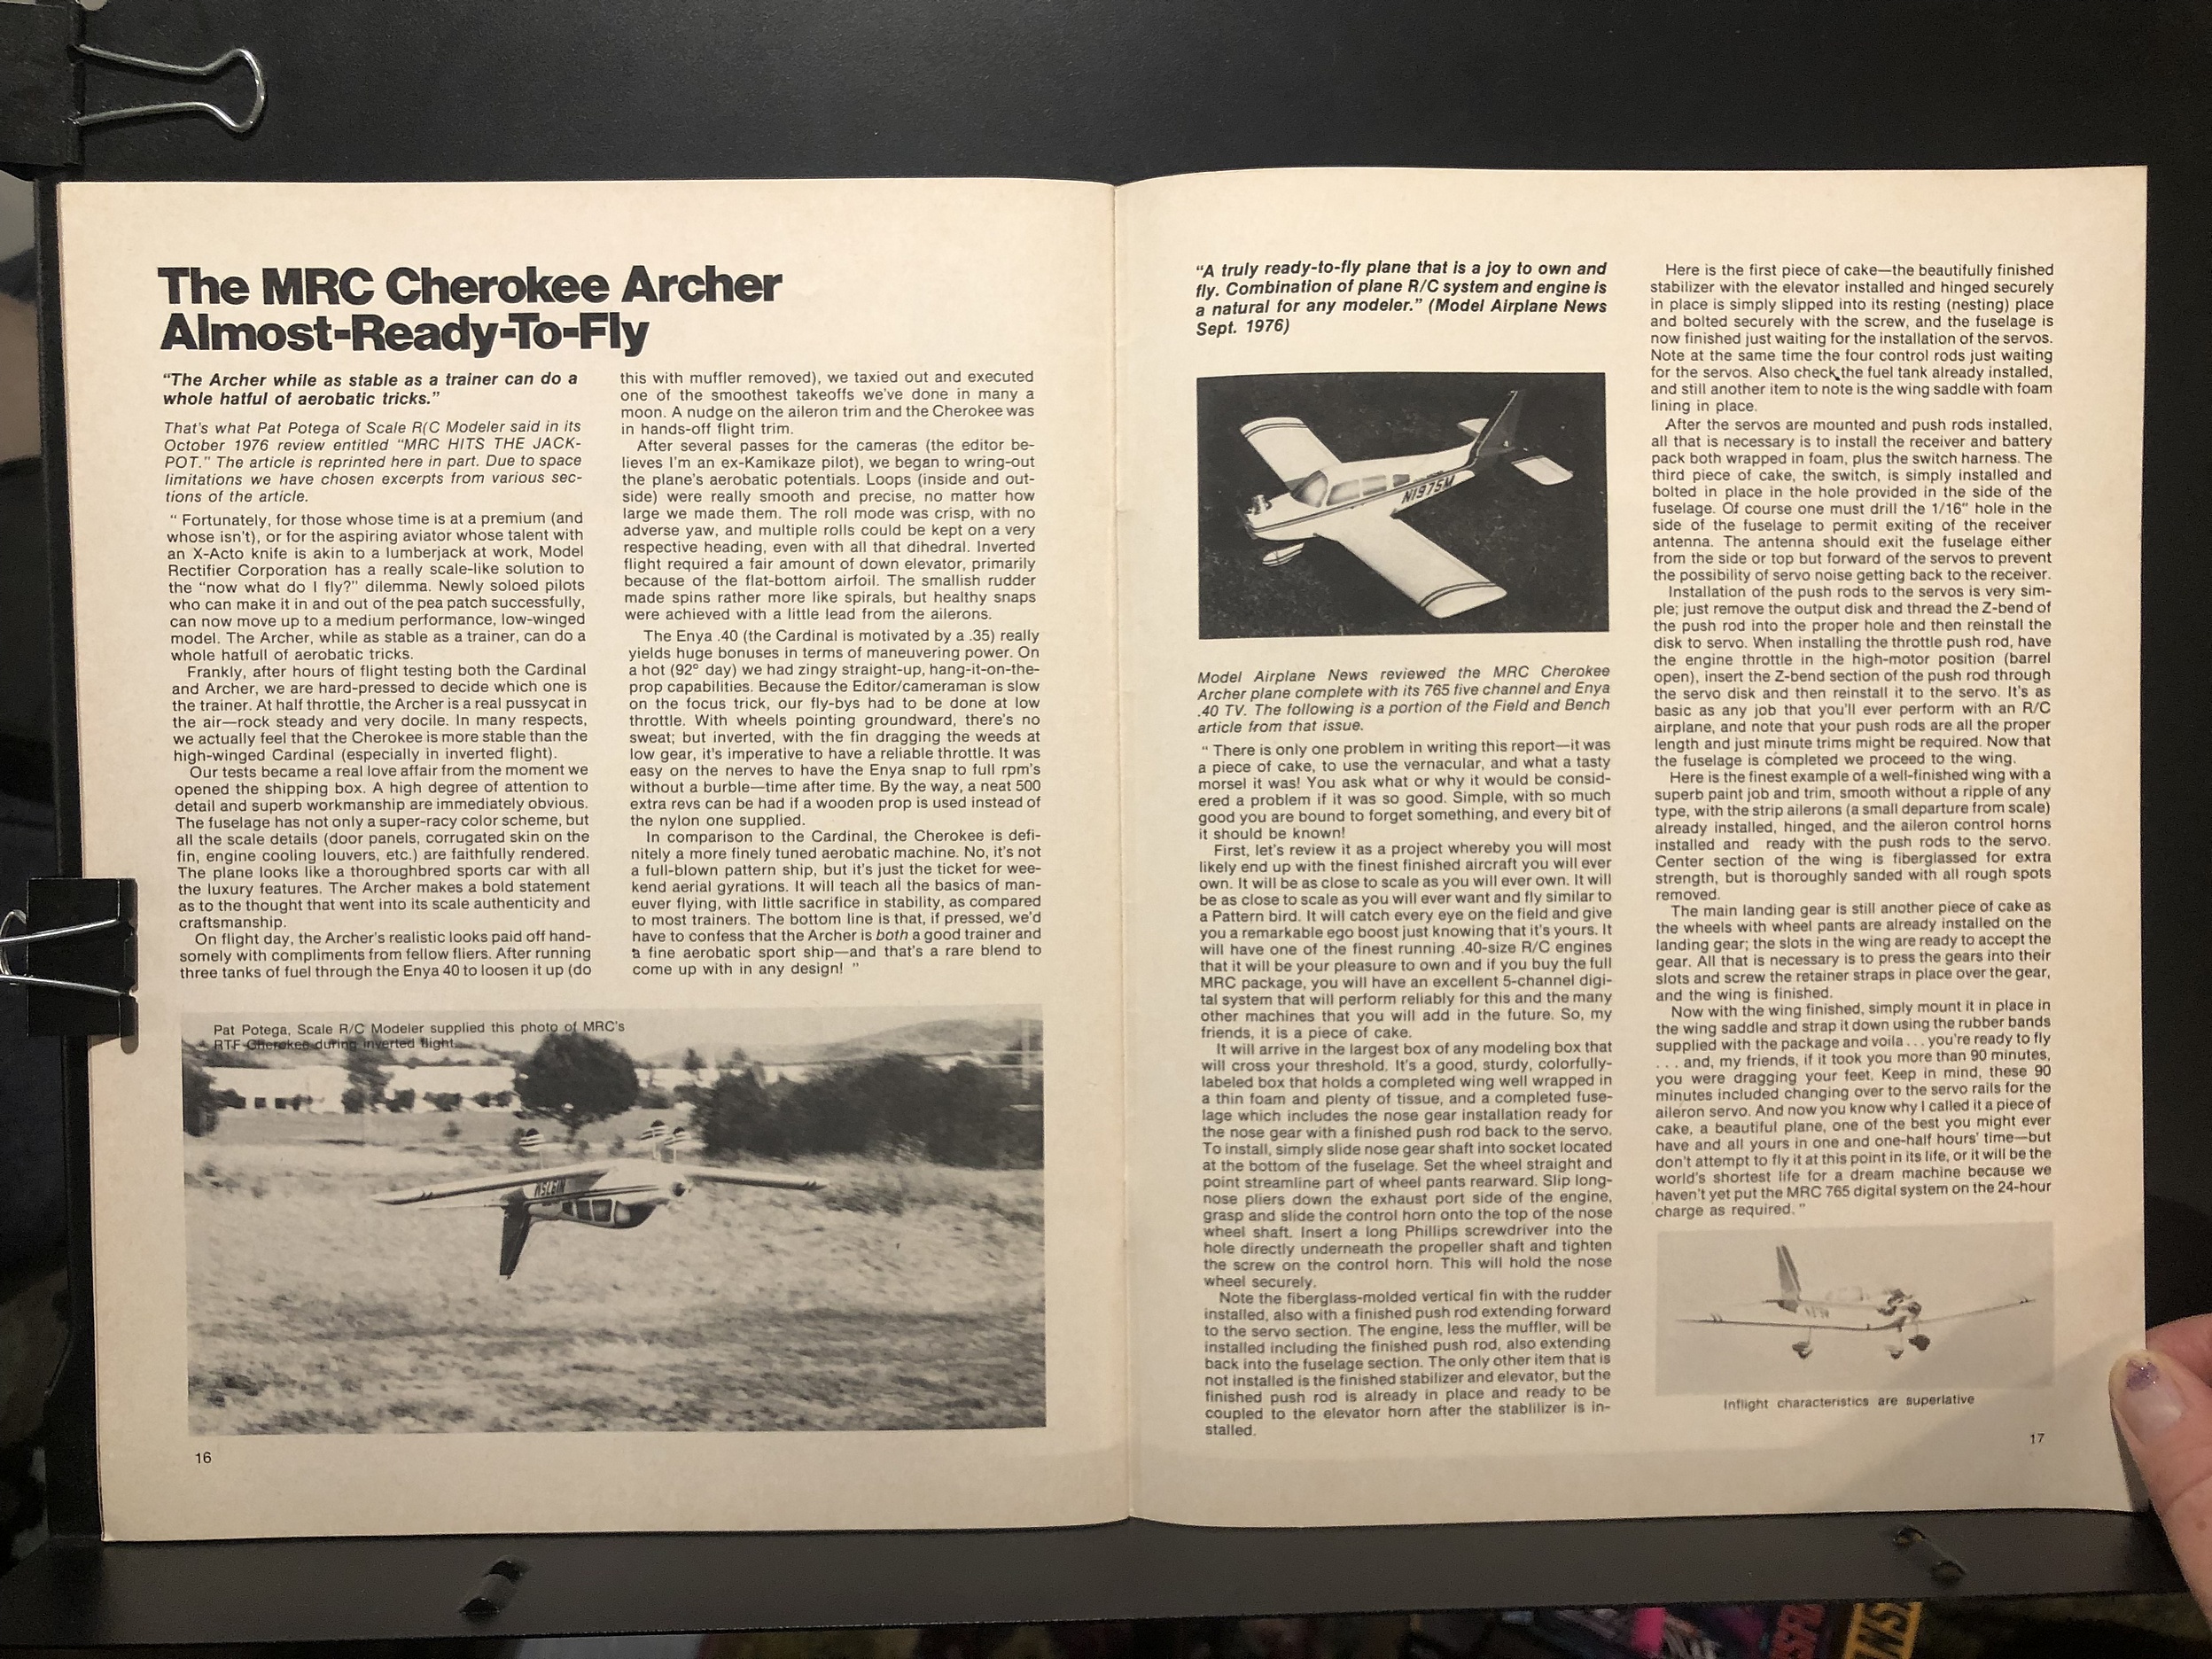 The MRC Cherokee Archer
Almost-Ready-To-Fly
"The Archer while as stable as a trainer can do a
whole hatful of aerobatic tricks."
That's what Pat Potega of Scale R(C Modeler said in its
October 1976 review entitled "MRC HITS THE JACK-
POT." The article is reprinted here in part. Due to space
limitations we have chosen excerpts from various sec-
tions of the article.
" Fortunately, for those whose time is at a premium (and
whose isn't), or for the aspiring aviator whose talent with
an X-Acto knife is akin to a lumberjack at work, Model
Rectifier Corporation has a really scale-like solution to
the "now what do I fly?" dilemma. Newly soloed pilots
who can make it in and out of the pea patch successfully,
can now move up to a medium performance, low-winged
model. The Archer, while as stable as a trainer, can do a
whole hatfull of aerobatic tricks.
Frankly, after hours of flight testing both the Cardinal
and Archer, we are hard-pressed to decide which one is
the trainer. At half throttle, the Archer is a real pussycat in
the air—rock steady and very docile. In many respects,
we actually feel that the Cherokee is more stable than the
high-winged Cardinal (especially in inverted flight).
Our tests became a real love affair from the moment we
opened the shipping box. A high degree of attention to
detail and superb workmanship are immediately obvious.
The fuselage has not only a super-racy color scheme, but
all the scale details (door panels, corrugated skin on the
fin, engine cooling louvers, etc.) are faithfully rendered.
The plane looks like a thoroughbred sports car with all
the luxury features. The Archer makes a bold statement
as to the thought that went into its scale authenticity and
craftsmanship.
On flight day, the Archer's realistic looks paid off hand-
somely with compliments from fellow fliers. After running
three tanks of fuel through the Enya 40 to loosen it up (do
this with muffler removed), we taxied out and executed
one of the smoothest takeoffs we've done in many a
moon. A nudge on the aileron trim and the Cherokee was
in hands-off flight trim.
After several passes for the cameras (the editor be-
lieves I'm an ex-Kamikaze pilot), we began to wring-out
the plane's aerobatic potentials. Loops (inside and out-
side) were really smooth and precise, no matter how
large we made them. The roll mode was crisp, with no
adverse yaw, and multiple rolls could be kept on a very
respective heading, even with all that dihedral. Inverted
flight required a fair amount of down elevator, primarily
because of the flat-bottom airfoil. The smallish rudder
made spins rather more like spirals, but healthy snaps
were achieved with a little lead from the ailerons.
The Enya .40 (the Cardinal is motivated by a .35) really
yields huge bonuses in terms of maneuvering power. On
a hot (92° day) we had zingy straight-up, hang-it-on-the-
prop capabilities. Because the Editor/cameraman is slow
on the focus trick, our fly-bys had to be done at low
throttle. With wheels pointing groundward, there's no
sweat; but inverted, with the fin dragging the weeds at
low gear, it's imperative to have a reliable throttle. It was
easy on the nerves to have the Enya snap to full rpm's
without a burble—time after time. By the way, a neat 500
extra revs can be had if a wooden prop is used instead of
the nylon one supplied.
In comparison to the Cardinal, the Cherokee is defi-
nitely a more finely tuned aerobatic machine. No, it's not
a full-blown pattern ship, but it's just the ticket for wee-
kend aerial gyrations. It will teach all the basics of man-
euver flying, with little sacrifice in stability, as compared
to most trainers. The bottom line is that, if pressed, we'd
have to confess that the Archer is both a good trainer and
a fine aerobatic sport ship—and that's a rare blend to
come up with in any design! "
Pat Potega, Scale R/C Modeler supplied this photo of MRC's
RTF Cherokee during inverted flight.
N1975M
16
"A truly ready-to-fly plane that is a joy to own and
fly. Combination of plane R/C system and engine is
a natural for any modeler." (Model Airplane News
Sept. 1976)
N1975M
Model Airplane News reviewed the MRC Cherokee
Archer plane complete with its 765 five channel and Enya
.40 TV. The following is a portion of the Field and Bench
article from that issue.
" There is only one problem in writing this report—it was
a piece of cake, to use the vernacular, and what a tasty
morsel it was! You ask what or why it would be consid-
ered a problem if it was so good. Simple, with so much
good you are bound to forget something, and every bit of
it should be known!
First, let's review it as a project whereby you will most
likely end up with the finest finished aircraft you will ever
own. It will be as close to scale as you will ever own. It will
be as close to scale as you will ever want and fly similar to
a Pattern bird. It will catch every eye on the field and give
you a remarkable ego boost just knowing that it's yours. It
will have one of the finest running .40-size R/C engines
that it will be your pleasure to own and if you buy the full
MRC package, you will have an excellent 5-channel digi-
tal system that will perform reliably for this and the many
other machines that you will add in the future. So, my
friends, it is a piece of cake.
It will arrive in the largest box of any modeling box that
will cross your threshold. It's a good, sturdy, colorfully-
labeled box that holds a completed wing well wrapped in
a thin foam and plenty of tissue, and a completed fuse-
lage which includes the nose gear installation ready for
the nose gear with a finished push rod back to the servo.
To install, simply slide nose gear shaft into socket located
at the bottom of the fuselage. Set the wheel straight and
point streamline part of wheel pants rearward. Slip long-
nose pliers down the exhaust port side of the engine,
grasp and slide the control horn onto the top of the nose
wheel shaft. Insert a long Phillips screwdriver into the
hole directly underneath the propeller shaft and tighten
the screw on the control horn. This will hold the nose
wheel securely.
Note the fiberglass-molded vertical fin with the rudder
installed, also with a finished push rod extending forward
to the servo section. The engine, less the muffler, will be
installed including the finished push rod, also extending
back into the fuselage section. The only other item that is
not installed is the finished stabilizer and elevator, but the
finished push rod is already in place and ready to be
coupled to the elevator horn after the stablilizer is in-
stalled.
Here is the first piece of cake—the beautifully finished
stabilizer with the elevator installed and hinged securely
in place is simply slipped into its resting (nesting) place
and bolted securely with the screw, and the fuselage is
now finished just waiting for the installation of the servos.
Note at the same time the four control rods just waiting
for the servos. Also check the fuel tank already installed,
and still another item to note is the wing saddle with foam
lining in place.
After the servos are mounted and push rods installed,
all that is necessary is to install the receiver and battery
pack both wrapped in foam, plus the switch harness. The
third piece of cake, the switch, is simply installed and
bolted in place in the hole provided in the side of the
fuselage. Of course one must drill the 1/16" hole in the
side of the fuselage to permit exiting of the receiver
antenna. The antenna should exit the fuselage either
from the side or top but forward of the servos to prevent
the possibility of servo noise getting back to the receiver.
Installation of the push rods to the servos is very sim-
ple; just remove the output disk and thread the Z-bend of
the push rod into the proper hole and then reinstall the
disk to servo. When installing the throttle push rod, have
the engine throttle in the high-motor position (barrel
open), insert the Z-bend section of the push rod through
the servo disk and then reinstall it to the servo. It's as
basic as any job that you'll ever perform with an R/C
airplane, and note that your push rods are all the proper
length and just minute trims might be required. Now that
the fuselage is completed we proceed to the wing.
Here is the finest example of a well-finished wing with a
superb paint job and trim, smooth without a ripple of any
type, with the strip ailerons (a small departure from scale)
already installed, hinged, and the aileron control horns
installed and ready with the push rods to the servo.
Center section of the wing is fiberglassed for extra
strength, but is thoroughly sanded with all rough spots
removed.
The main landing gear is still another piece of cake as
the wheels with wheel pants are already installed on the
landing gear; the slots in the wing are ready to accept the
gear. All that is necessary is to press the gears into their
slots and screw the retainer straps in place over the gear,
and the wing is finished.
Now with the wing finished, simply mount it in place in
the wing saddle and strap it down using the rubber bands
supplied with the package and voila . . . you're ready to fly
. . . and, my friends, if it took you more than 90 minutes,
you were dragging your feet. Keep in mind, these 90
minutes included changing over to the servo rails for the
aileron servo. And now you know why I called it a piece of
cake, a beautiful plane, one of the best you might ever
have and all yours in one and one-half hours' time—but
don't attempt to fly it at this point in its life, or it will be the
world's shortest life for a dream machine because we
haven't yet put the MRC 765 digital system on the 24-hour
charge as required. "
Inflight characteristics are superlative
17